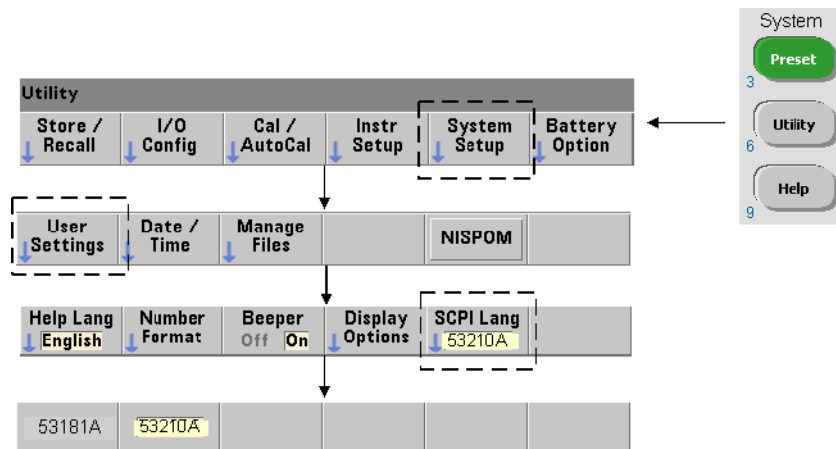 System
Preset
3
Utility
6
Help
9
Utility
Store /
Recall
I/O
Config
Cal /
AutoCal
Instr
Setup
System
Setup
Battery
Option
User
Settings
Date /
Time
Manage
Files
NISPOM
Help Lang
English
Number
Format
Beeper
Off On
Display
Options
SCPI Lang
53210A
53181A
53210A